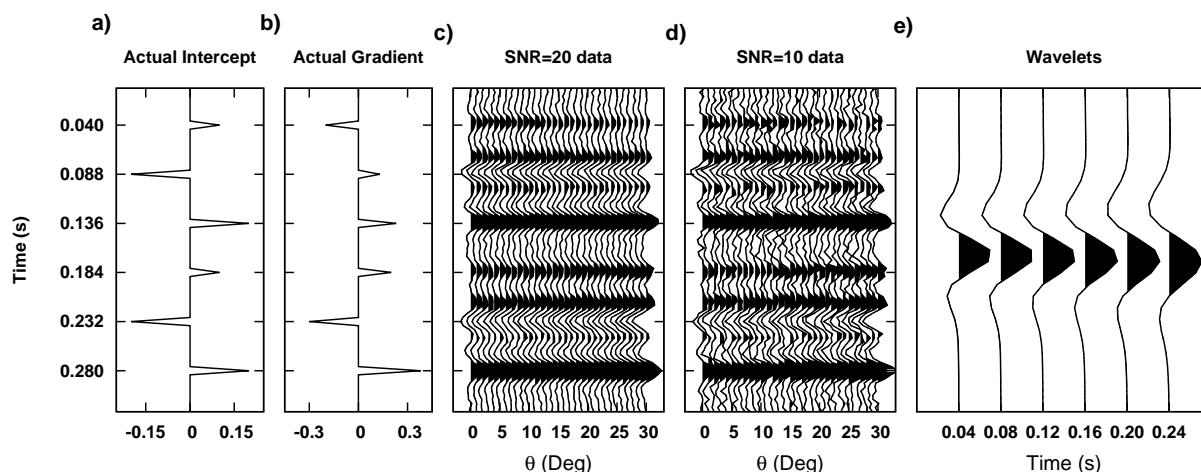 a) b) c) d) e)
Actual Intercept Actual Gradient SNR=20 data SNR=10 data Wavelets
0.040
0.088
0.136
0.184
0.232
0.280
Time (s)
-0.15 0 0.15 -0.3 0 0.3 0 5 10 15 20 25 30 0 5 10 15 20 25 30 0.04 0.08 0.12 0.16 0.20 0.24
θ (Deg) θ (Deg) Time (s)